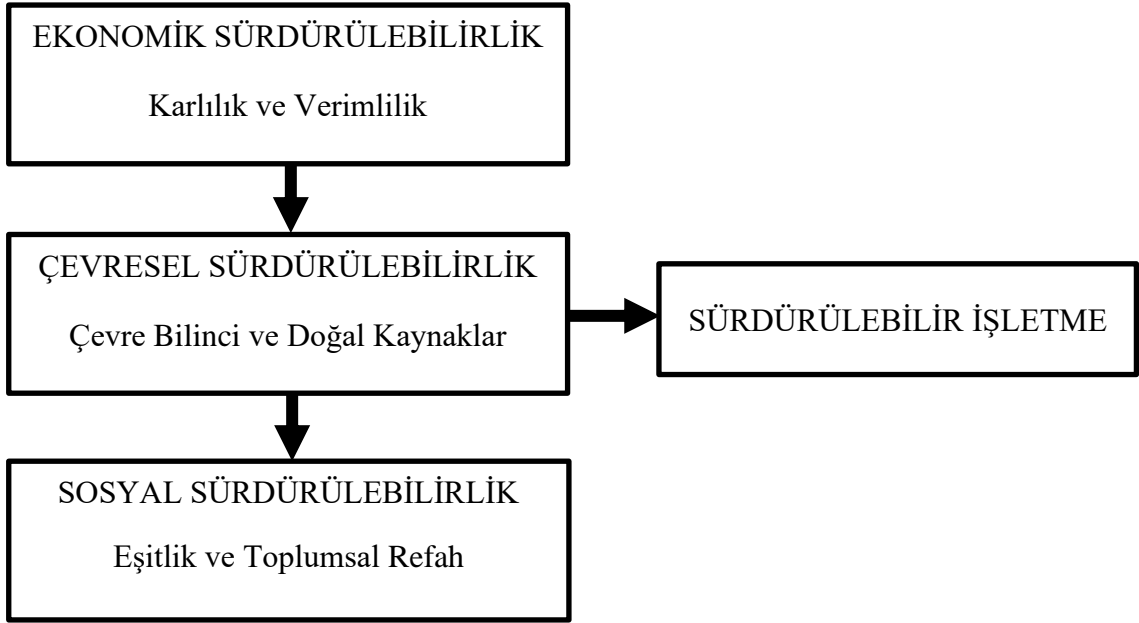 EKONOMİK SÜRDÜRÜLEBİLİRLİK
Karlılık ve Verimlilik
ÇEVRESEL SÜRDÜRÜLEBİLİRLİK
Çevre Bilinci ve Doğal Kaynaklar
SÜRDÜRÜLEBİLİR İŞLETME
SOSYAL SÜRDÜRÜLEBİLİRLİK
Eşitlik ve Toplumsal Refah